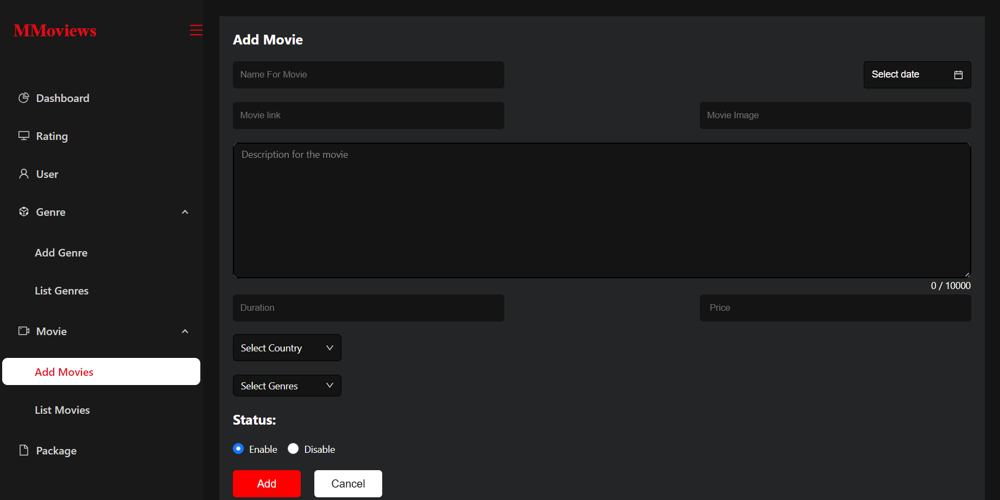 MMoviews
Dashboard
Rating
User
Genre
Add Genre
List Genres
Movie
Add Movies
List Movies
Package
Add Movie
Name For Movie
Select date
Movie link
Movie Image
Description for the movie
0 / 10000
Duration
Price
Select Country
Select Genres
Status:
Enable
Disable
Add
Cancel